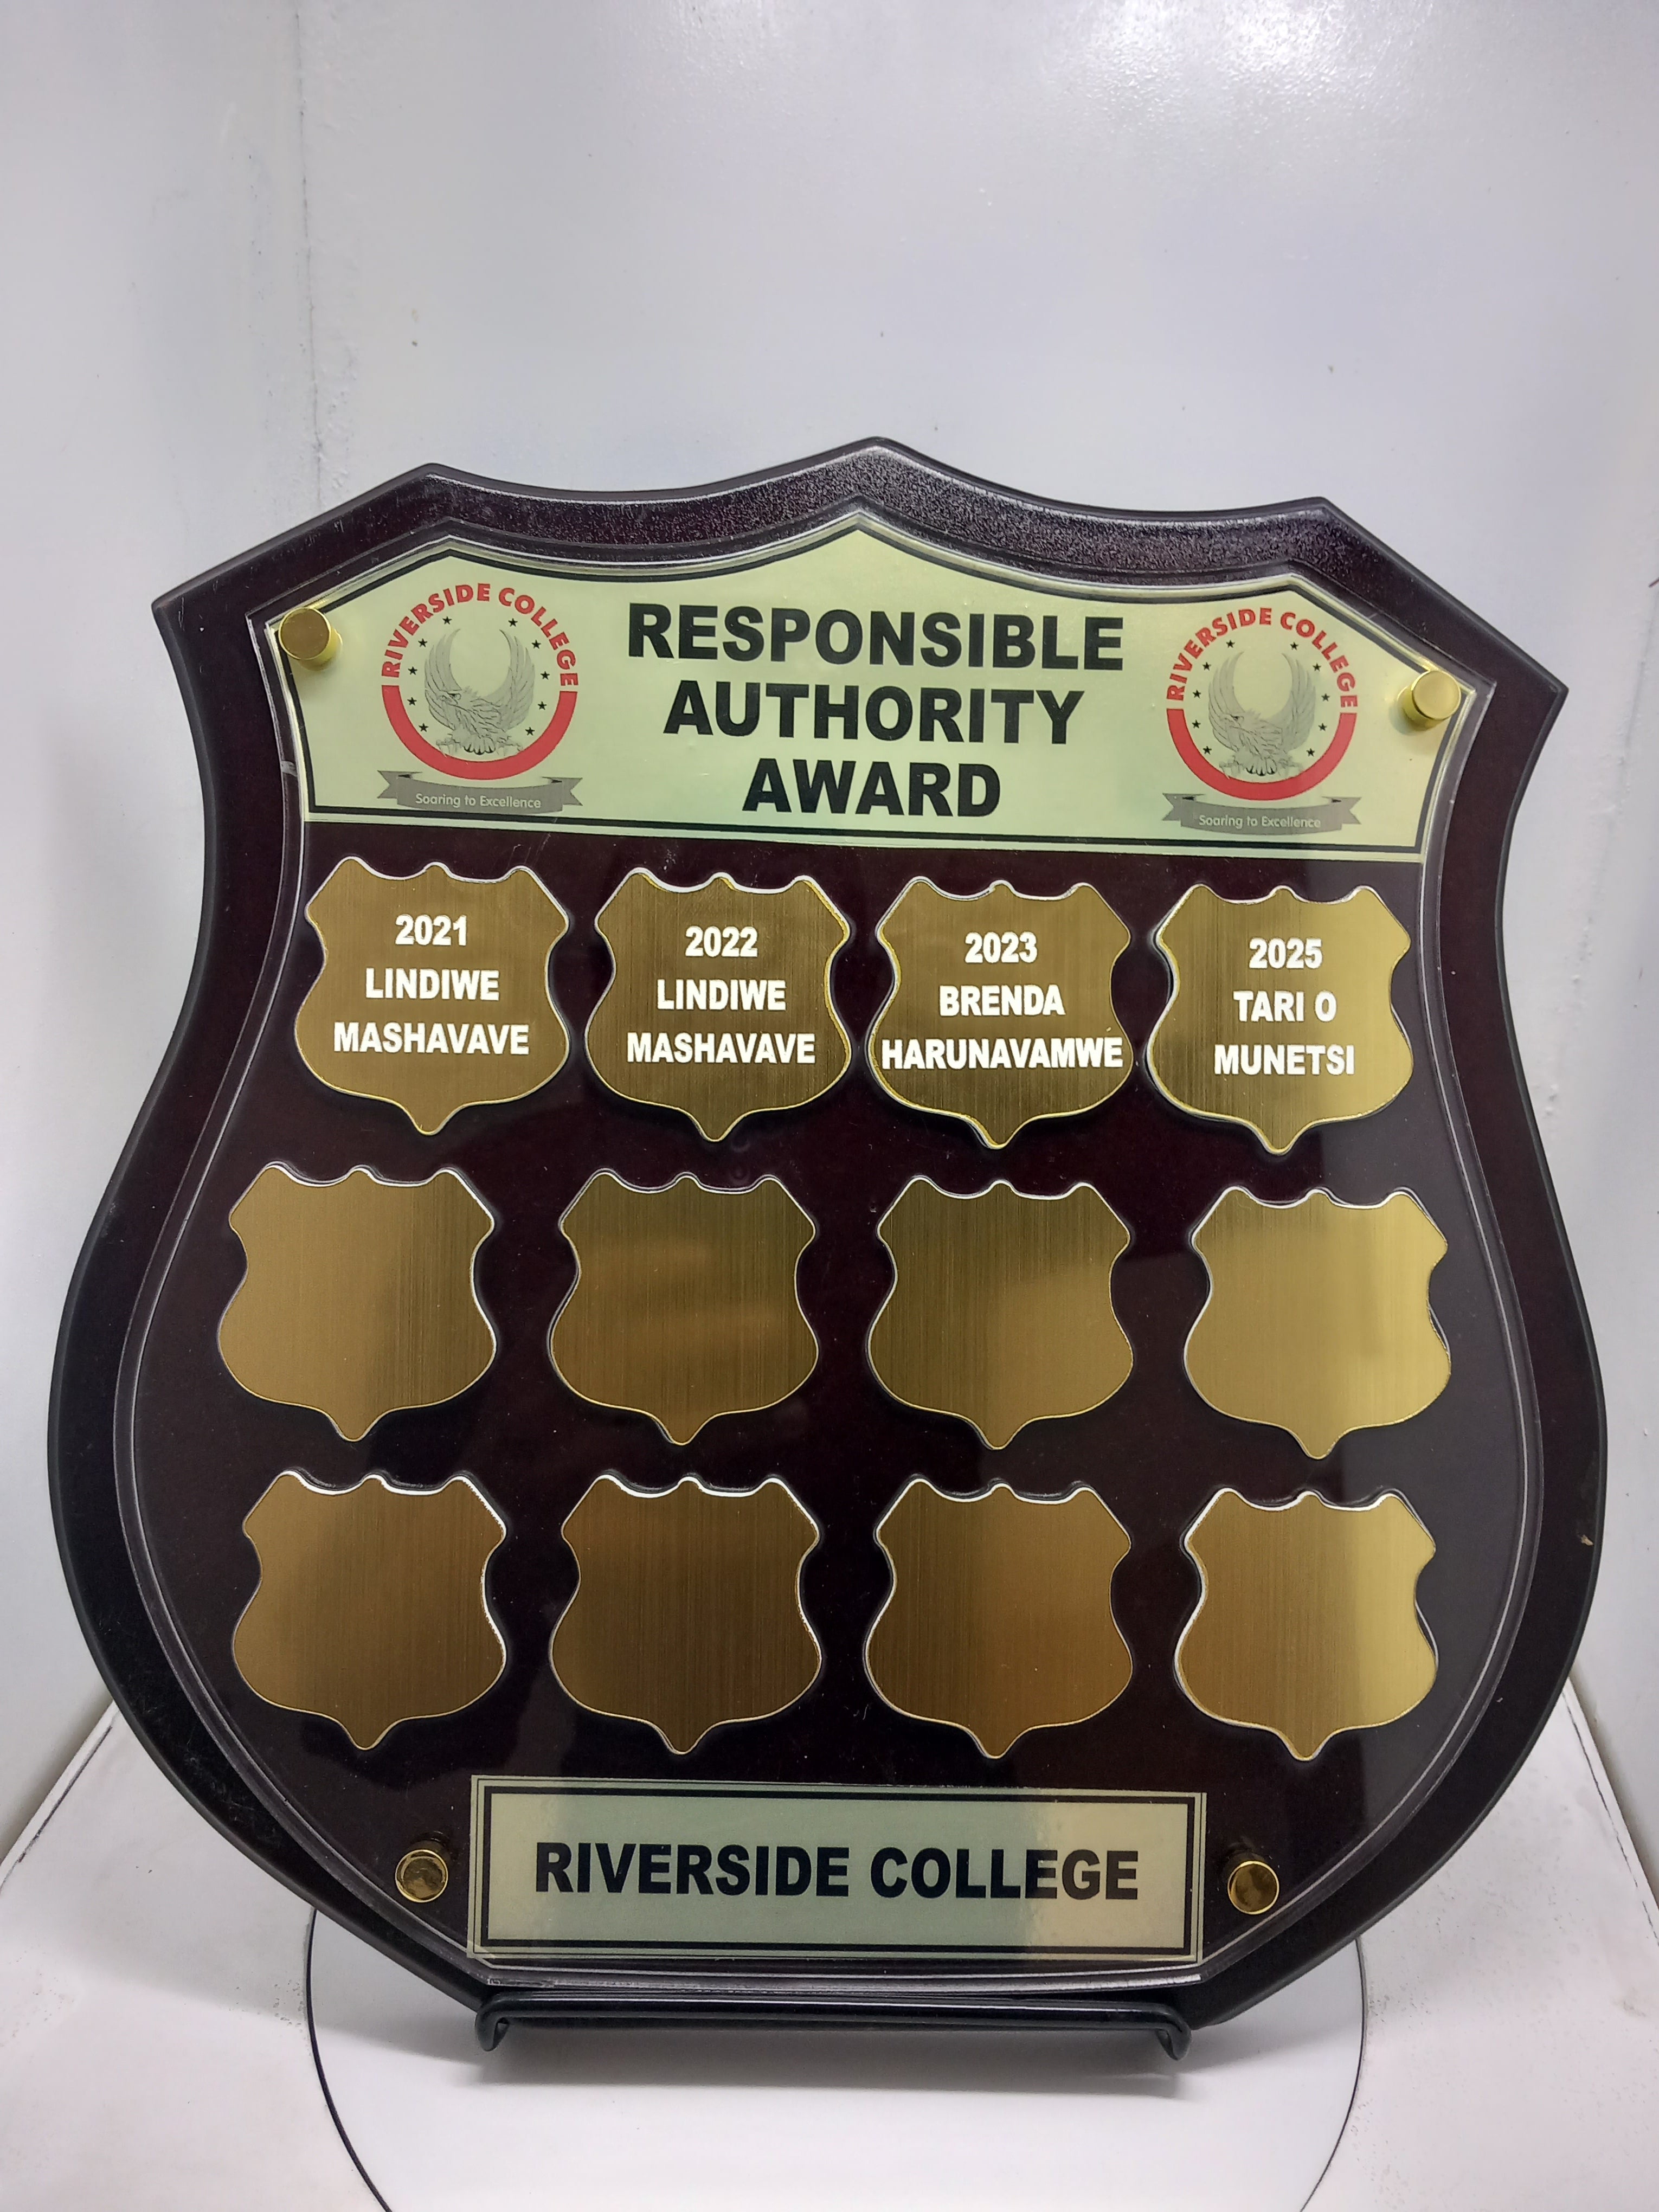 RIVERSIDE COLLEGE
Soaring to Excellence
RESPONSIBLE
AUTHORITY
AWARD
RIVERSIDE COLLEGE
Soaring to Excellence
2021
LINDIWE
MASHAVAVE
2022
LINDIWE
MASHAVAVE
2023
BRENDA
HARUNAVAMWE
2025
TARI O
MUNETSI
RIVERSIDE COLLEGE